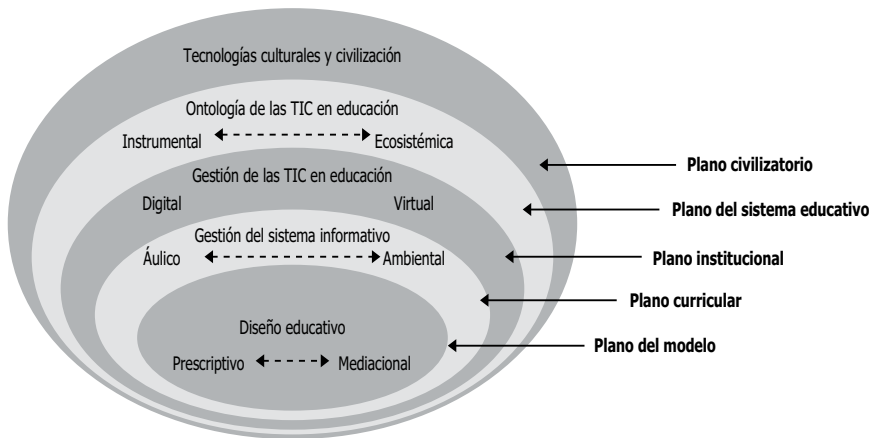 Tecnologías culturales y civilización
Ontología de las TIC en educación
Instrumental Ecosistémica
Plano civilizatorio
Gestión de las TIC en educación
Digital Virtual
Plano del sistema educativo
Gestión del sistema informativo
Áulico Ambiental
Plano institucional
Plano curricular
Diseño educativo
Plano del modelo
Prescriptivo Mediacional